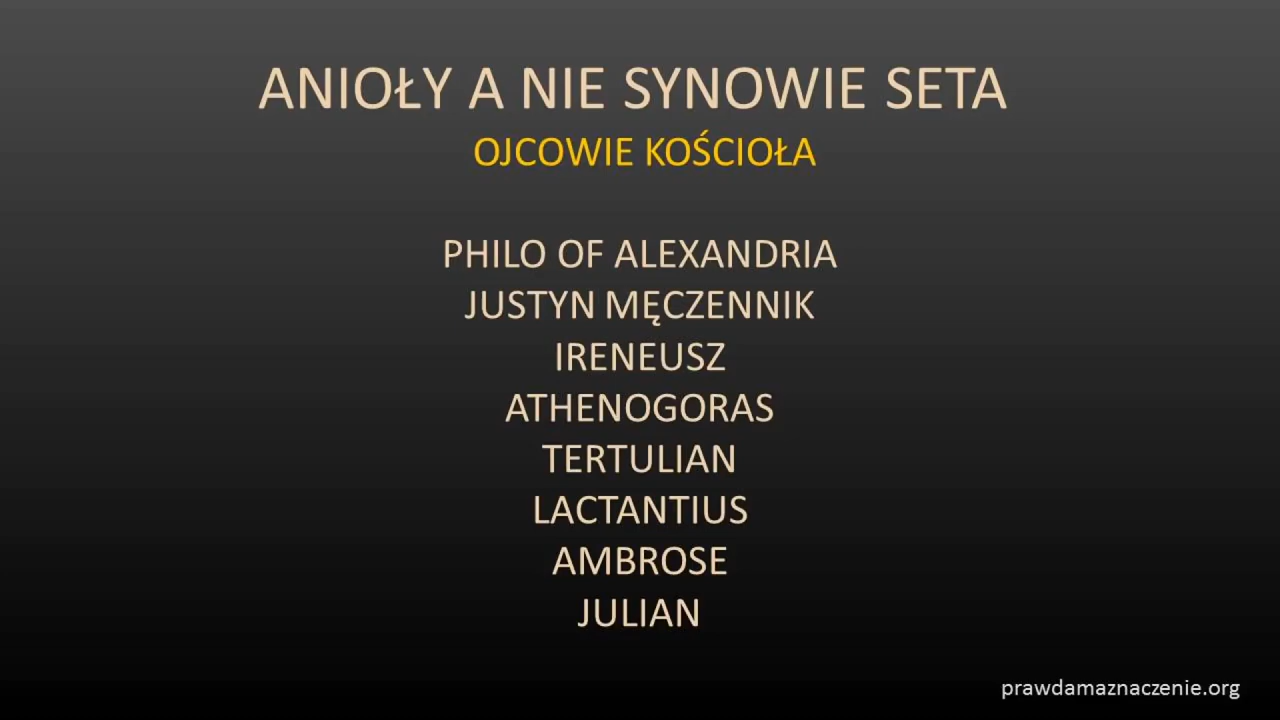 ANIOŁY A NIE SYNOWIE SETA
OJCOWIE KOŚCIOŁA
PHILO OF ALEXANDRIA
JUSTYN MĘCZENNIK
IRENEUSZ
ATHENOGORAS
TERTULIAN
LACTANTIUS
AMBROSE
JULIAN
prawdamaznaczenie.org